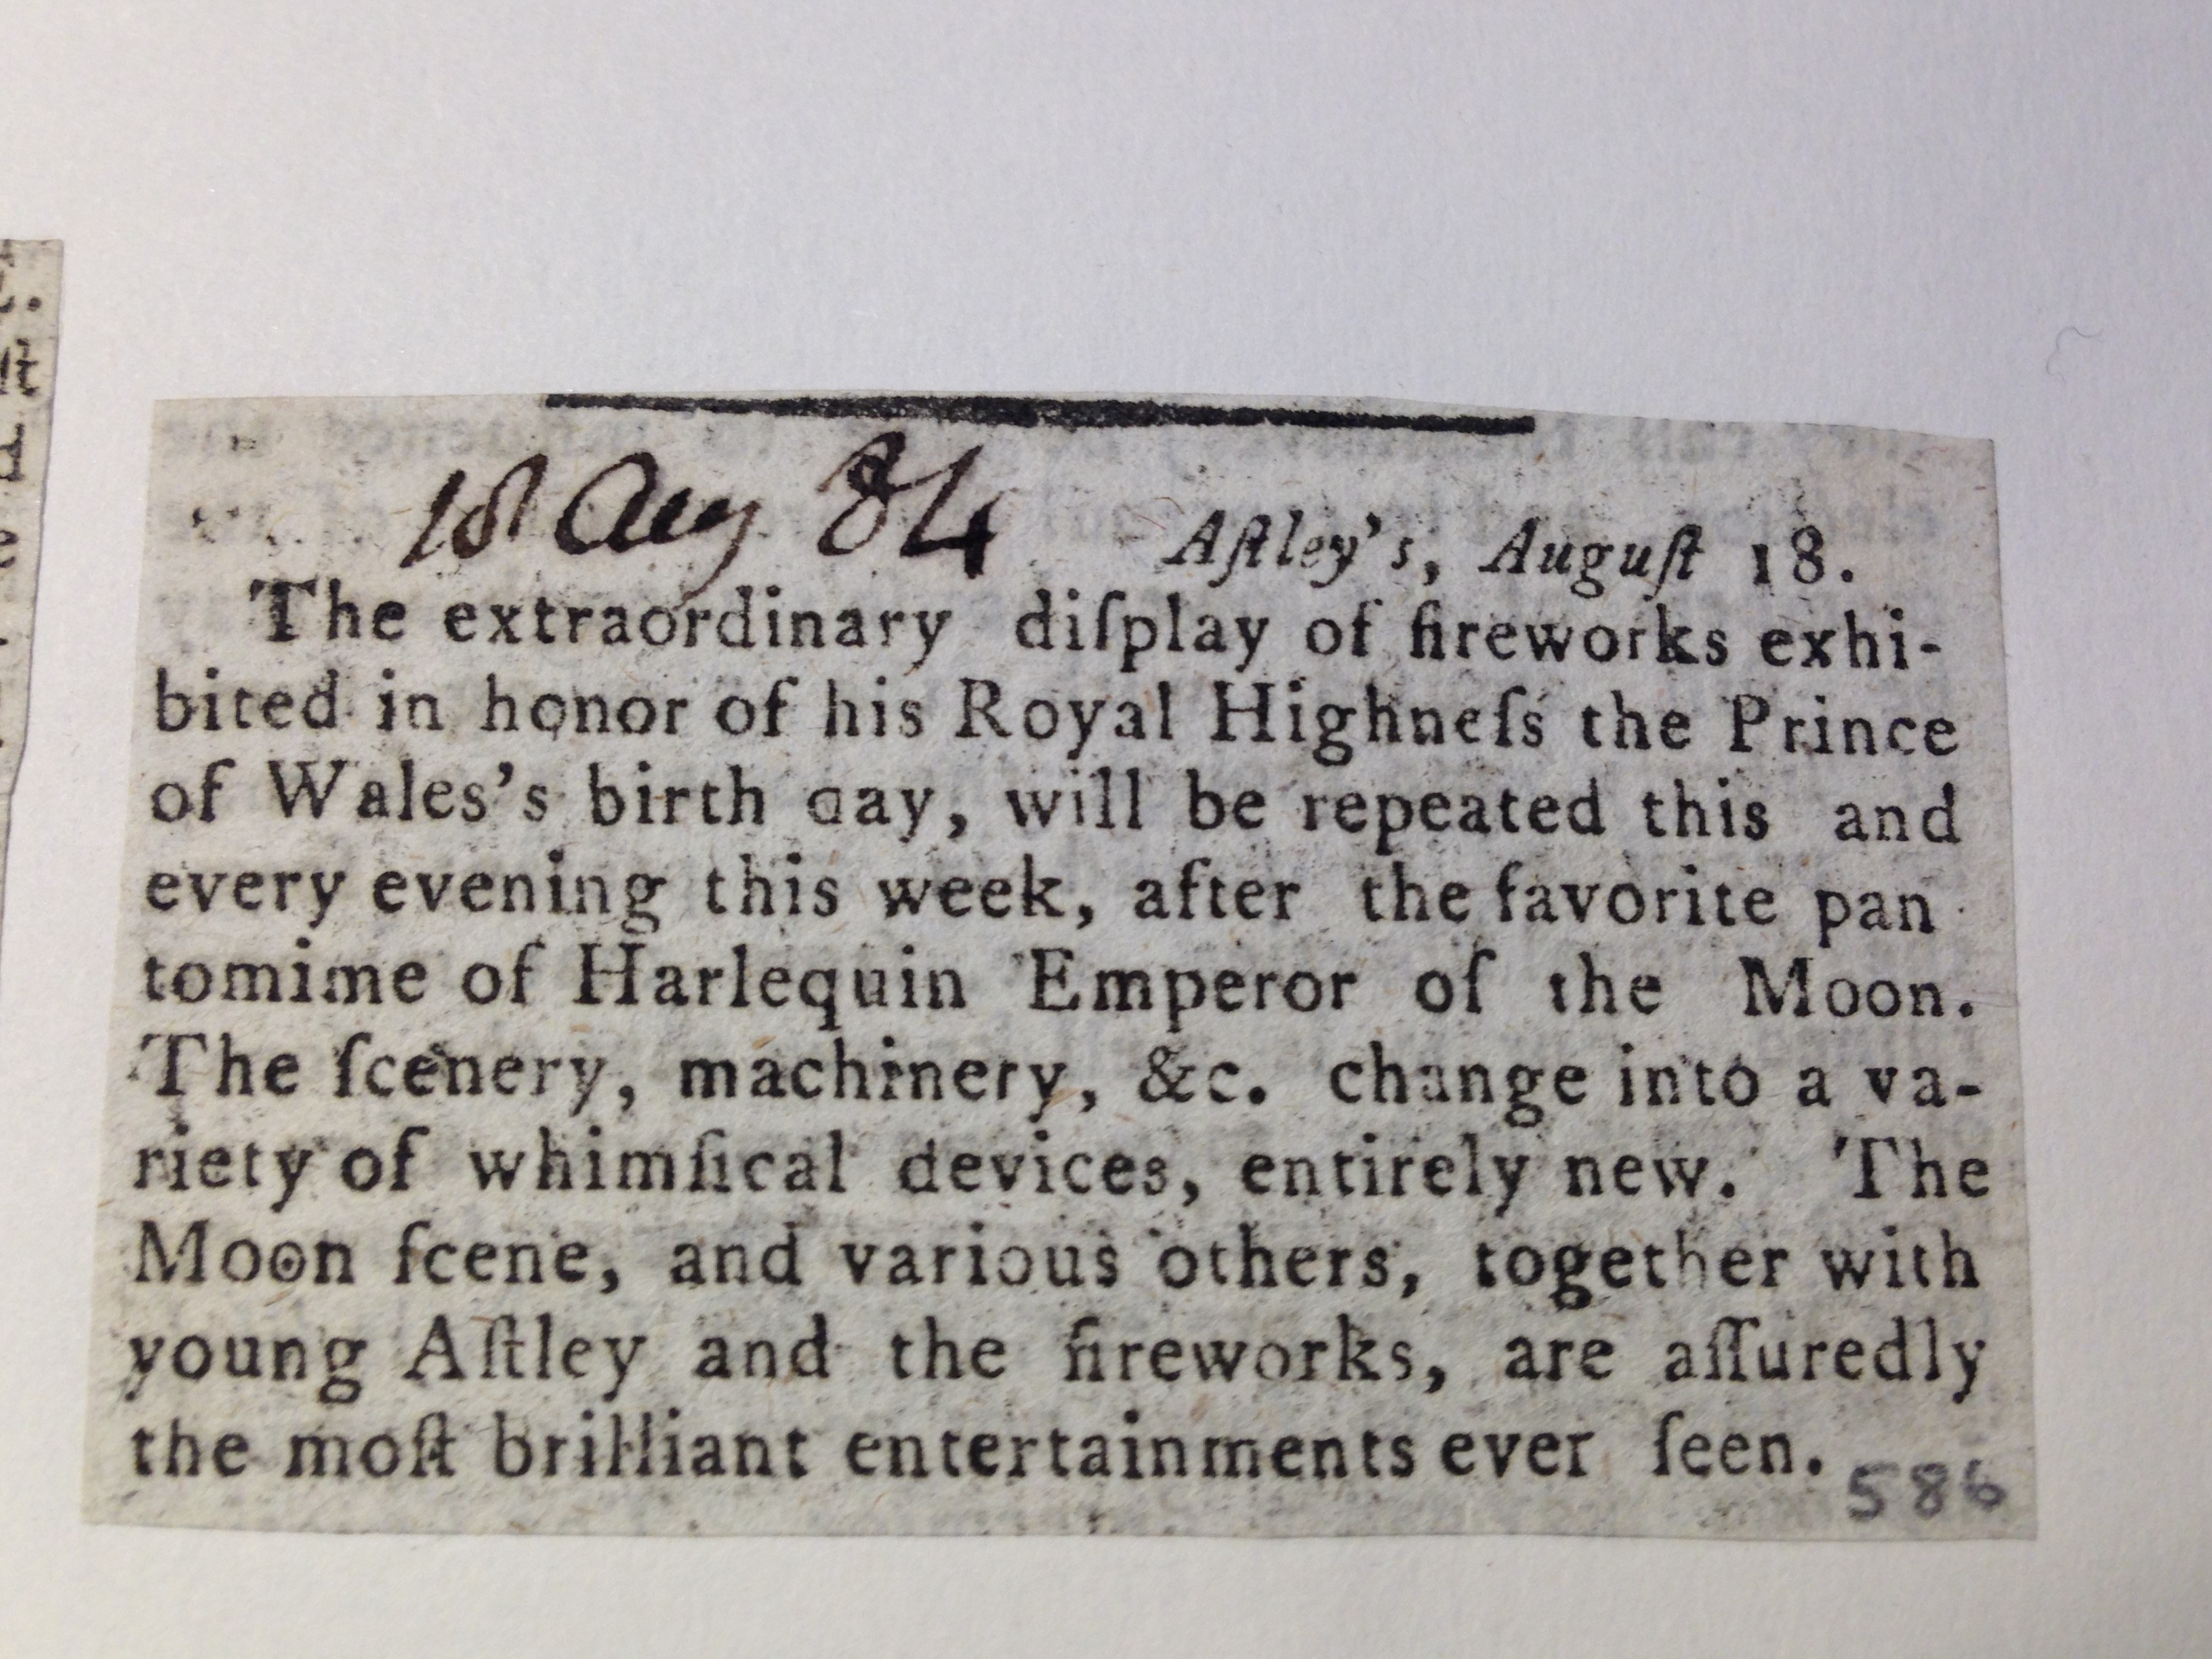 18 Aug 84
Aſtley's, Auguſt 18.
The extraordinary diſplay of fireworks exhi-
bited in honor of his Royal Highneſs the Prince
of Wales's birth day, will be repeated this and
every evening this week, after the favorite pan
tomime of Harlequin Emperor of the Moon.
The ſcenery, machinery, &c. change into a va-
riety of whimſical devices, entirely new. The
Moon ſcene, and various others, together with
young Aſtley and the fireworks, are aſſuredly
the moſt brilliant entertainments ever ſeen.
586